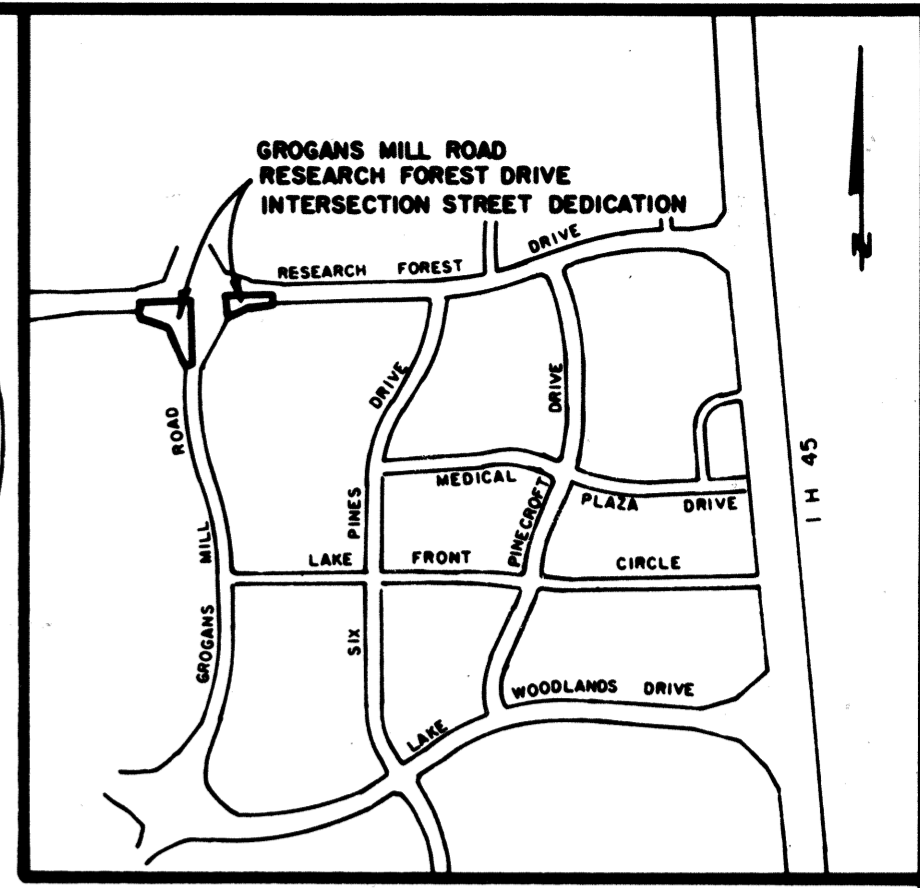 GROGANS MILL ROAD
RESEARCH FOREST DRIVE
INTERSECTION STREET DEDICATION
RESEARCH FOREST DRIVE
N
GROGANS MILL ROAD
SIX PINES DRIVE
PINECROFT DRIVE
MEDICAL PLAZA DRIVE
LAKE FRONT CIRCLE
LAKE WOODLANDS DRIVE
I H 45